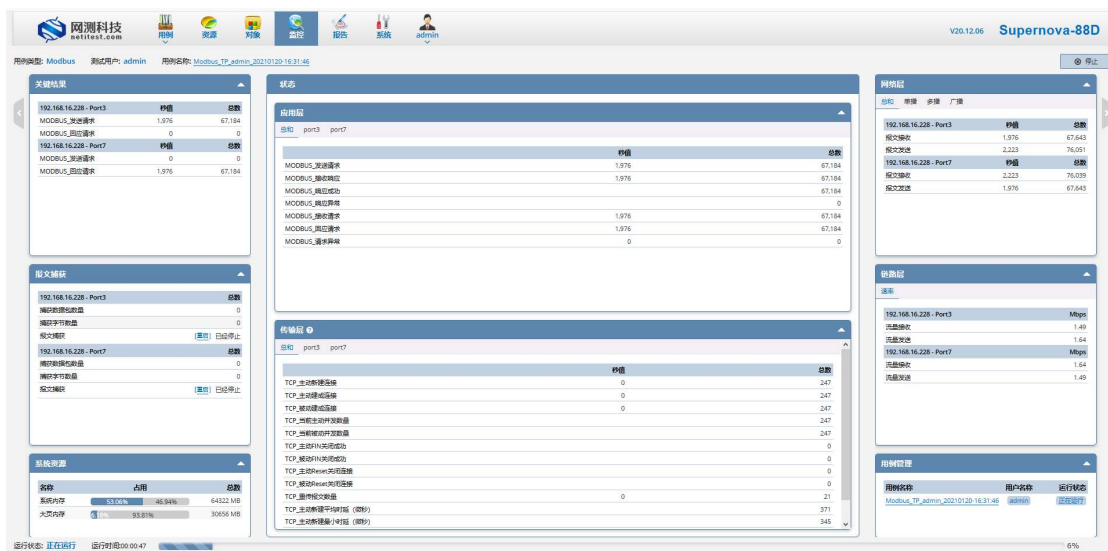 网测科技
netitest.com
用例 资源 对象 监控 报告 系统 admin
V20.12.06 Supernova-88D
用例类型: Modbus 测试用户: admin 用例名称: Modbus_TP_admin_20210120-16:31:46
停止
关键结果
192.168.16.228 - Port3 秒值 总数
MODBUS_发送请求 1,976 67,184
MODBUS_回应请求 0 0
192.168.16.228 - Port7 秒值 总数
MODBUS_发送请求 0 0
MODBUS_回应请求 1,976 67,184
报文捕获
192.168.16.228 - Port3 总数
捕获数据包数量 0
捕获字节数量 0
报文捕获 [重启] 已经停止
192.168.16.228 - Port7 总数
捕获数据包数量 0
捕获字节数量 0
报文捕获 [重启] 已经停止
系统资源
名称 占用 总数
系统内存 53.06% 46.94% 64322 MB
大页内存 93.81% 30656 MB
状态
应用层
总和 port3 port7
秒值 总数
MODBUS_发送请求 1,976 67,184
MODBUS_接收响应 1,976 67,184
MODBUS_响应成功 67,184
MODBUS_响应异常 0
MODBUS_接收请求 1,976 67,184
MODBUS_回应请求 1,976 67,184
MODBUS_请求异常 0 0
传输层
总和 port3 port7
秒值 总数
TCP_主动新建连接 0 247
TCP_主动建成连接 0 247
TCP_被动建成连接 0 247
TCP_当前主动并发数量 247
TCP_当前被动并发数量 247
TCP_主动FIN关闭成功 0
TCP_被动FIN关闭成功 0
TCP_主动Reset关闭连接 0
TCP_被动Reset关闭连接 0
TCP_重传报文数量 0 21
TCP_主动新建平均时延 (微秒) 371
TCP_主动新建最小时延 (微秒) 345
网络层
总和 单播 多播 广播
192.168.16.228 - Port3 秒值 总数
报文接收 1,976 67,643
报文发送 2,223 76,051
192.168.16.228 - Port7 秒值 总数
报文接收 2,223 76,039
报文发送 1,976 67,643
链路层
速率
192.168.16.228 - Port3 Mbps
流量接收 1.49
流量发送 1.64
192.168.16.228 - Port7 Mbps
流量接收 1.64
流量发送 1.49
用例管理
用例名称 用户名称 运行状态
Modbus_TP_admin_20210120-16:31:46 admin 正在运行
运行状态: 正在运行 运行时间:00:00:47 6%